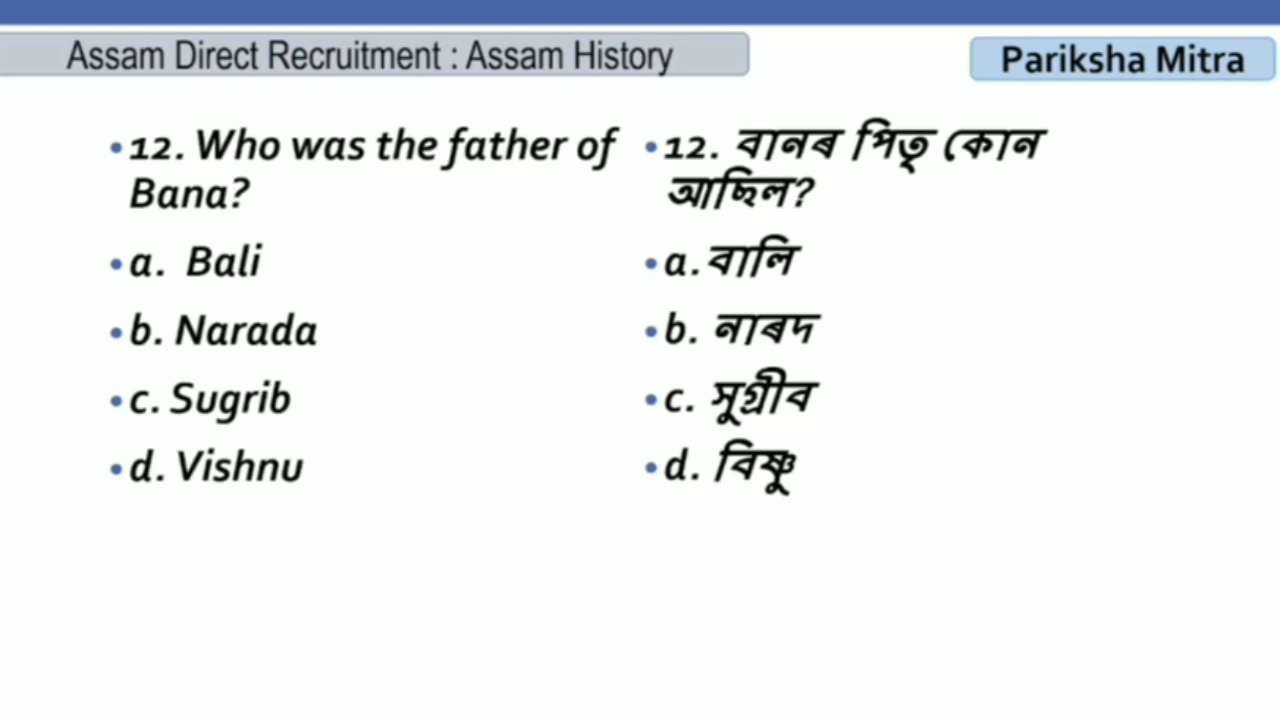 Assam Direct Recruitment : Assam History
Pariksha Mitra
• 12. Who was the father of
Bana?
• a. Bali
• b. Narada
• c. Sugrib
• d. Vishnu
• 12. বানৰ পিতৃ কোন
আছিল?
• a. বালি
• b. নাৰদ
• c. সুগ্ৰীব
• d. বিষ্ণু